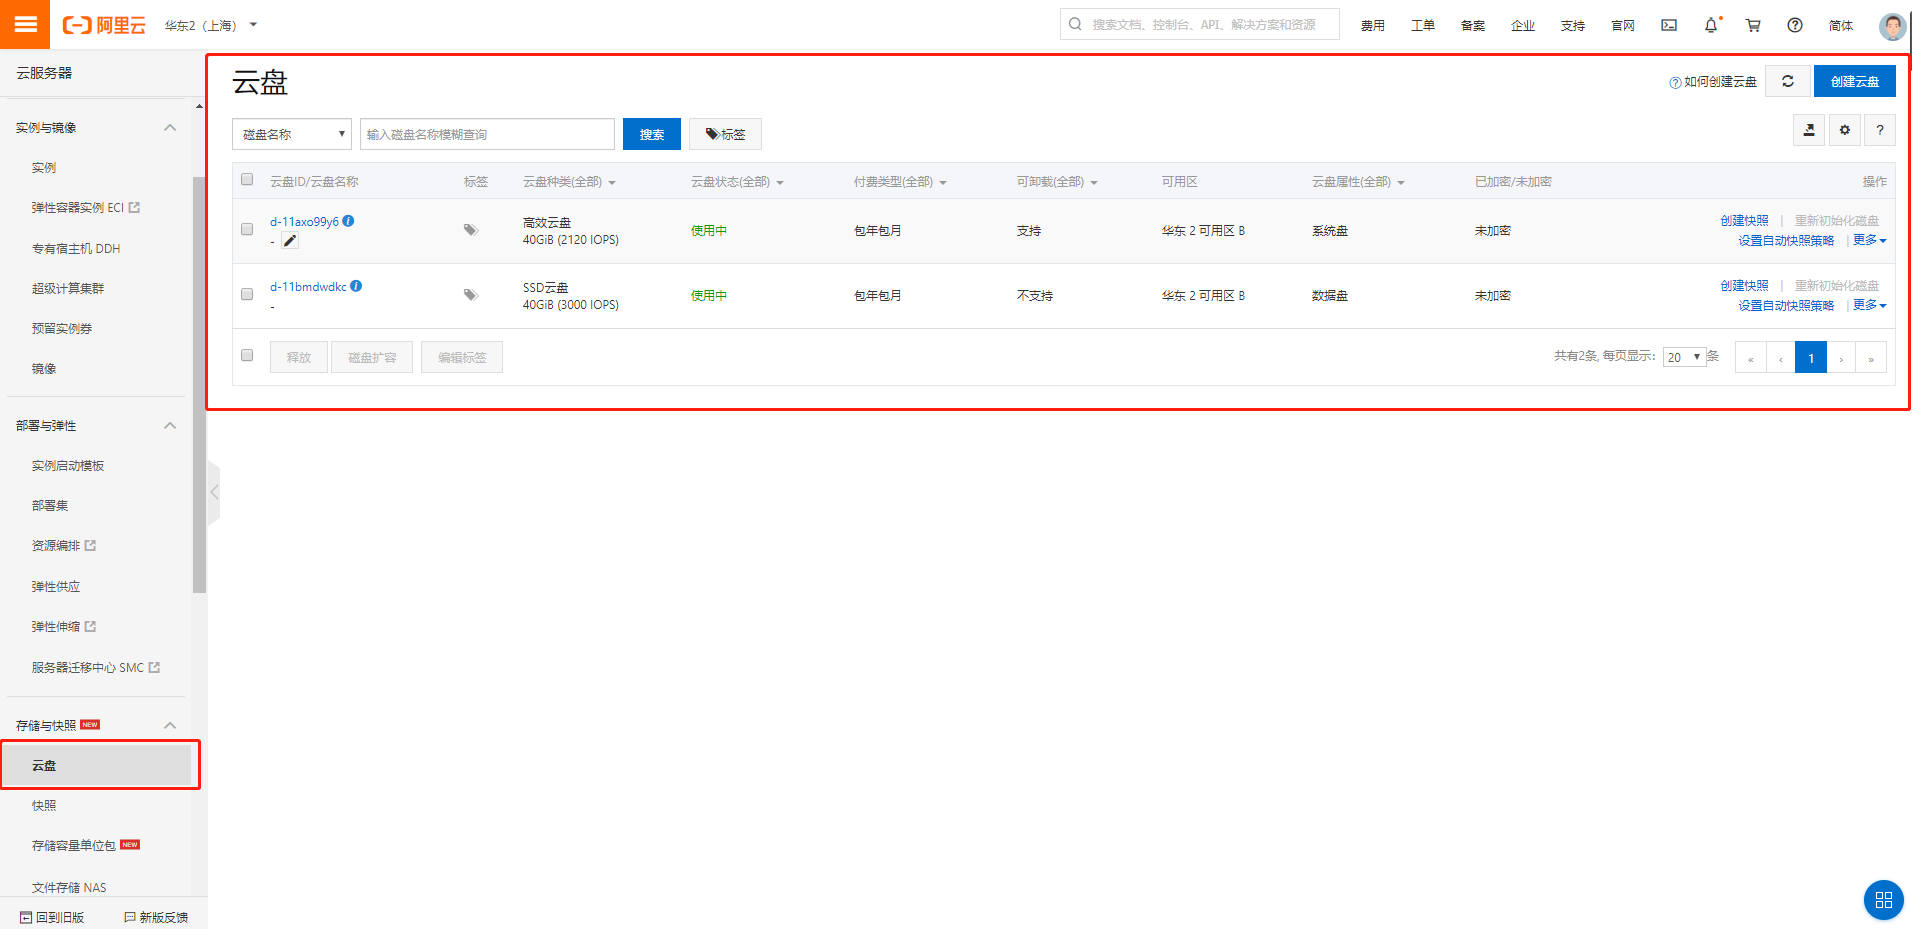 阿里云
华东2（上海）
搜索文档、控制台、API、解决方案和资源
费用
工单
备案
企业
支持
官网
简体
云服务器
实例与镜像
实例
弹性容器实例 ECI
专有宿主机 DDH
超级计算集群
预留实例券
镜像
部署与弹性
实例启动模板
部署集
资源编排
弹性供应
弹性伸缩
服务器迁移中心 SMC
存储与快照 NEW
云盘
快照
存储容量单位包 NEW
文件存储 NAS
回到旧版
新版反馈
云盘
如何创建云盘
创建云盘
磁盘名称
输入磁盘名称模糊查询
搜索
标签
?
云盘ID/云盘名称
标签
云盘种类(全部)
云盘状态(全部)
付费类型(全部)
可卸载(全部)
可用区
云盘属性(全部)
已加密/未加密
操作
d-11axo99y6
-
高效云盘
40GiB (2120 IOPS)
使用中
包年包月
支持
华东 2 可用区 B
系统盘
未加密
创建快照 | 重新初始化磁盘
设置自动快照策略 | 更多
d-11bmdwdkc
-
SSD云盘
40GiB (3000 IOPS)
使用中
包年包月
不支持
华东 2 可用区 B
数据盘
未加密
创建快照 | 重新初始化磁盘
设置自动快照策略 | 更多
释放
磁盘扩容
编辑标签
共有2条, 每页显示: 20 条
« ‹ 1 › »